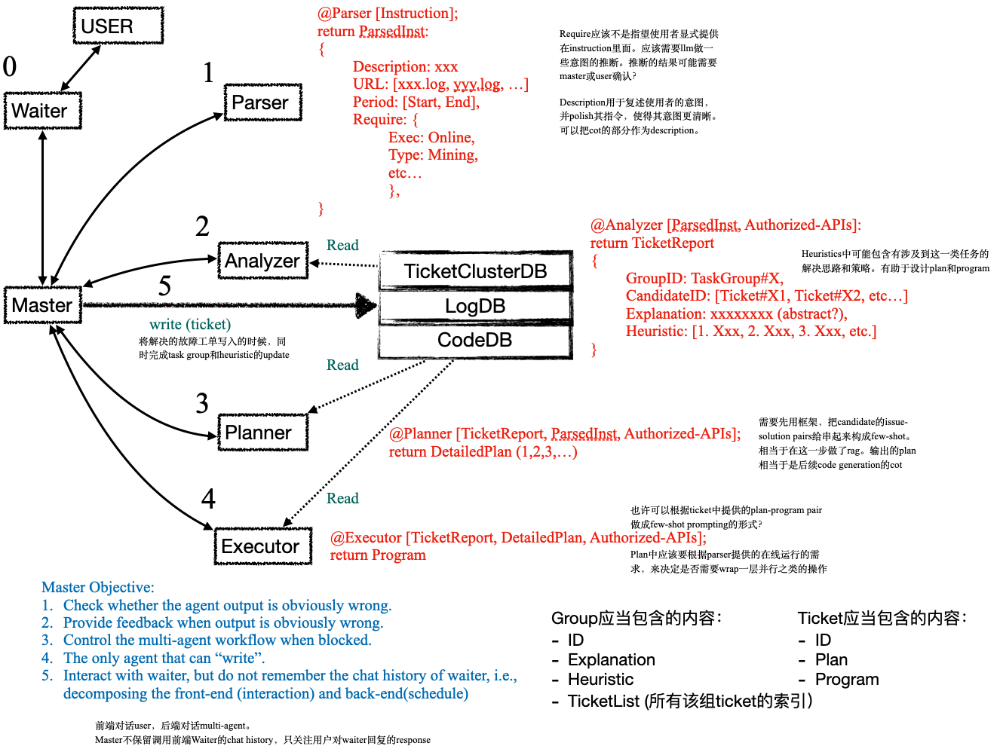 USER
0
Waiter
1
Parser
@Parser [Instruction];
return ParsedInst:
{
Description: xxx
URL: [xxx.log, yyy.log, …]
Period: [Start, End],
Require: {
Exec: Online,
Type: Mining,
etc…
},
}
Require应该不是指望使用者显式提供
在instruction里面。应该需要llm做一
些意图的推断。推断的结果可能需要
master或user确认?
Description用于复述使用者的意图，
并polish其指令，使得其意图更清晰。
可以把cot的部分作为description。
2
Analyzer
Read
TicketClusterDB
LogDB
CodeDB
@Analyzer [ParsedInst, Authorized-APIs]:
return TicketReport
{
GroupID: TaskGroup#X,
CandidateID: [Ticket#X1, Ticket#X2, etc…]
Explanation: xxxxxxxx (abstract?),
Heuristic: [1. Xxx, 2. Xxx, 3. Xxx, etc.]
}
Heuristics中可能包含有涉及到这一类任务的
解决思路和策略。有助于设计plan和program
Master
5
write (ticket)
将解决的故障工单写入的时候，同
时完成task group和heuristic的update
Read
3
Planner
@Planner [TicketReport, ParsedInst, Authorized-APIs];
return DetailedPlan (1,2,3,…)
需要先用框架，把candidate的issue-
solution pairs给串起来构成few-shot。
相当于在这一步做了rag。输出的plan
相当于是后续code generation的cot
4
Read
Executor
@Executor [TicketReport, DetailedPlan, Authorized-APIs];
return Program
也许可以根据ticket中提供的plan-program pair
做成few-shot prompting的形式?
Plan中应该要根据parser提供的在线运行的需
求，来决定是否需要wrap一层并行之类的操作
Master Objective:
1. Check whether the agent output is obviously wrong.
2. Provide feedback when output is obviously wrong.
3. Control the multi-agent workflow when blocked.
4. The only agent that can “write”.
5. Interact with waiter, but do not remember the chat history of waiter, i.e.,
decomposing the front-end (interaction) and back-end(schedule)
前端对话user，后端对话multi-agent。
Master不保留调用前端Waiter的chat history，只关注用户对waiter回复的response
Group应当包含的内容：
- ID
- Explanation
- Heuristic
- TicketList (所有该组ticket的索引)
Ticket应当包含的内容：
- ID
- Plan
- Program